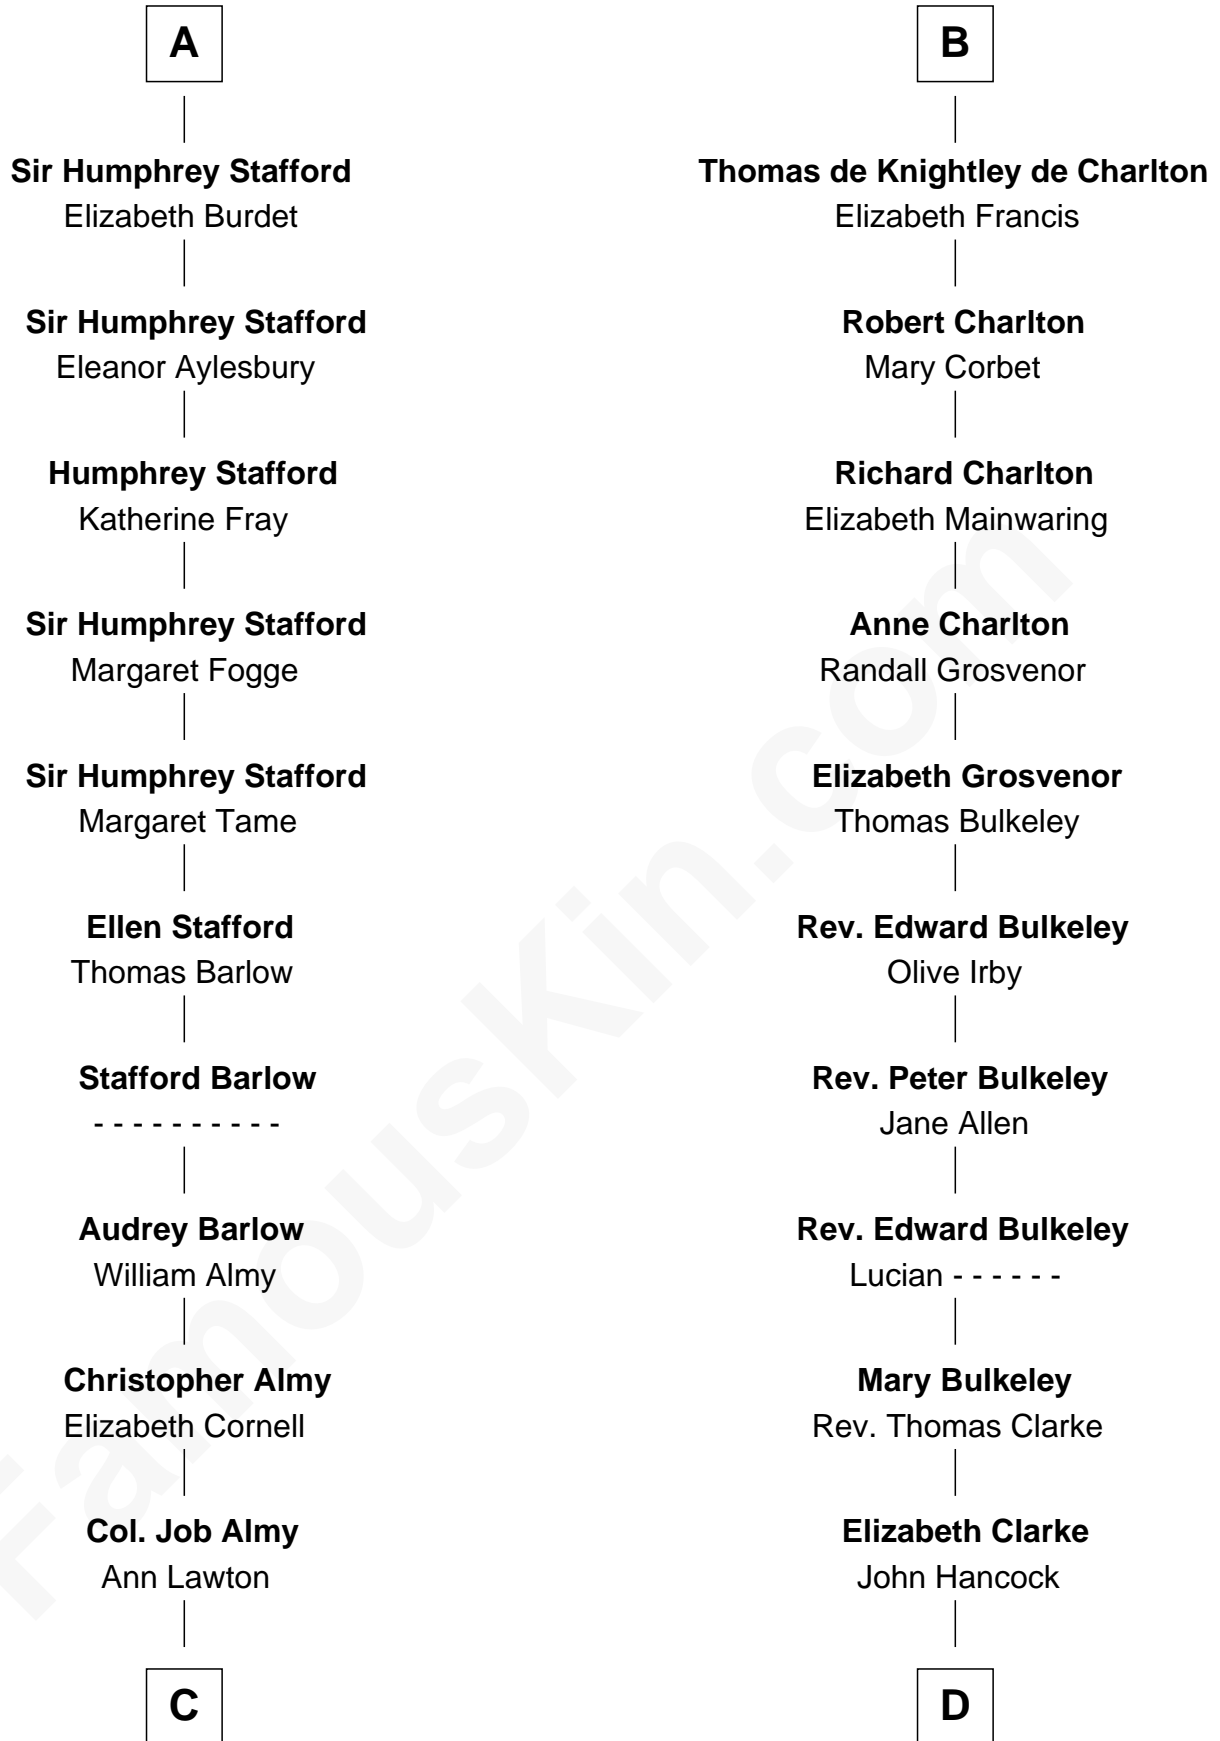 A
Sir Humphrey Stafford
Elizabeth Burdet
Sir Humphrey Stafford
Eleanor Aylesbury
Humphrey Stafford
Katherine Fray
Sir Humphrey Stafford
Margaret Fogge
Sir Humphrey Stafford
Margaret Tame
Ellen Stafford
Thomas Barlow
Stafford Barlow
- - - - - - - - - -
Audrey Barlow
William Almy
Christopher Almy
Elizabeth Cornell
Col. Job Almy
Ann Lawton
C
B
Thomas de Knightley de Charlton
Elizabeth Francis
Robert Charlton
Mary Corbet
Richard Charlton
Elizabeth Mainwaring
Anne Charlton
Randall Grosvenor
Elizabeth Grosvenor
Thomas Bulkeley
Rev. Edward Bulkeley
Olive Irby
Rev. Peter Bulkeley
Jane Allen
Rev. Edward Bulkeley
Lucian - - - - - -
Mary Bulkeley
Rev. Thomas Clarke
Elizabeth Clarke
John Hancock
D
FamousKin.com